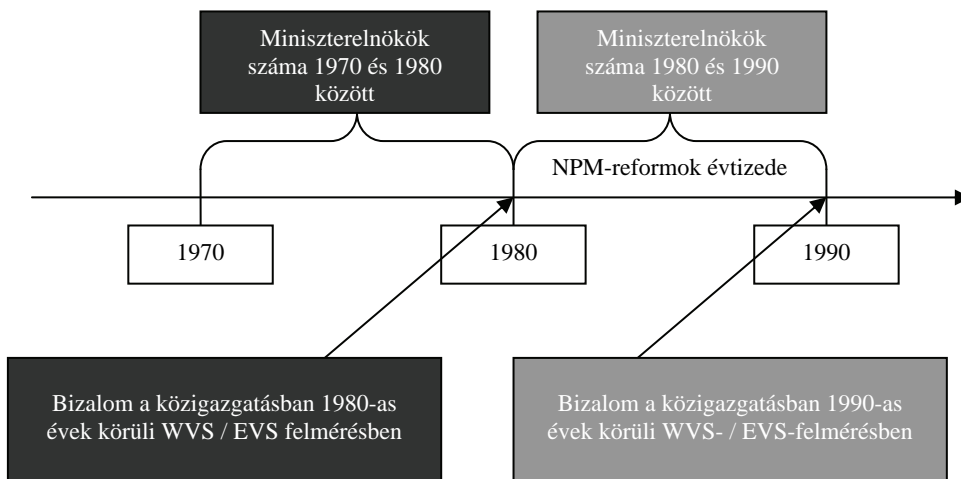 Miniszterelnökök
száma 1970 és 1980
között
Miniszterelnökök
száma 1980 és 1990
között
NPM-reformok évtizede
1970
1980
1990
Bizalom a közigazgatásban 1980-as
évek körüli WVS / EVS felmérésben
Bizalom a közigazgatásban 1990-as
évek körüli WVS- / EVS-felmérésben